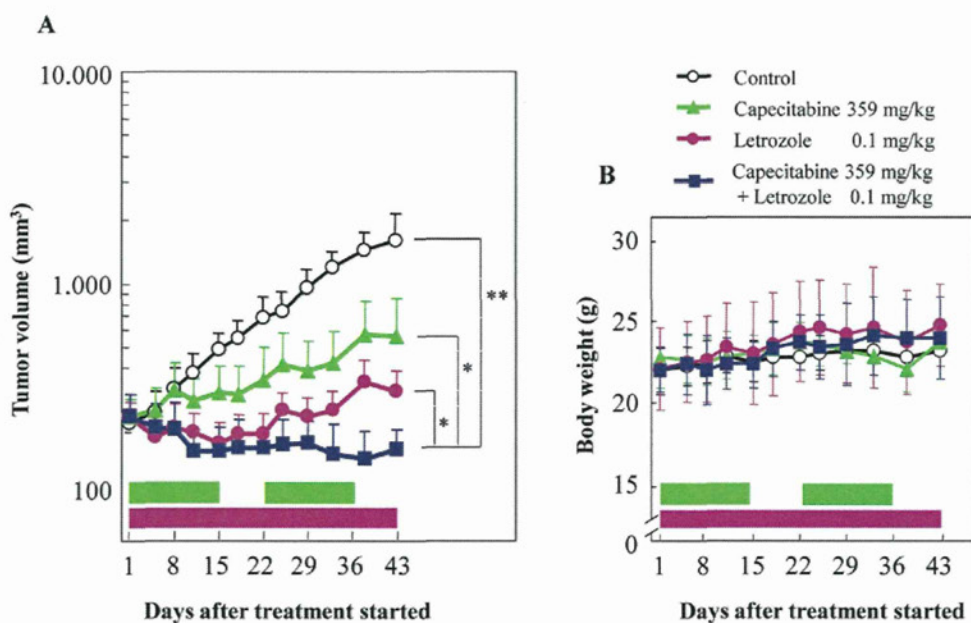 A
10.000
1.000
100
Tumor volume (mm³)
**
*
*
1 8 15 22 29 36 43
Days after treatment started
Control
Capecitabine 359 mg/kg
Letrozole 0.1 mg/kg
Capecitabine 359 mg/kg
+ Letrozole 0.1 mg/kg
B
30
25
20
15
0
Body weight (g)
1 8 15 22 29 36 43
Days after treatment started